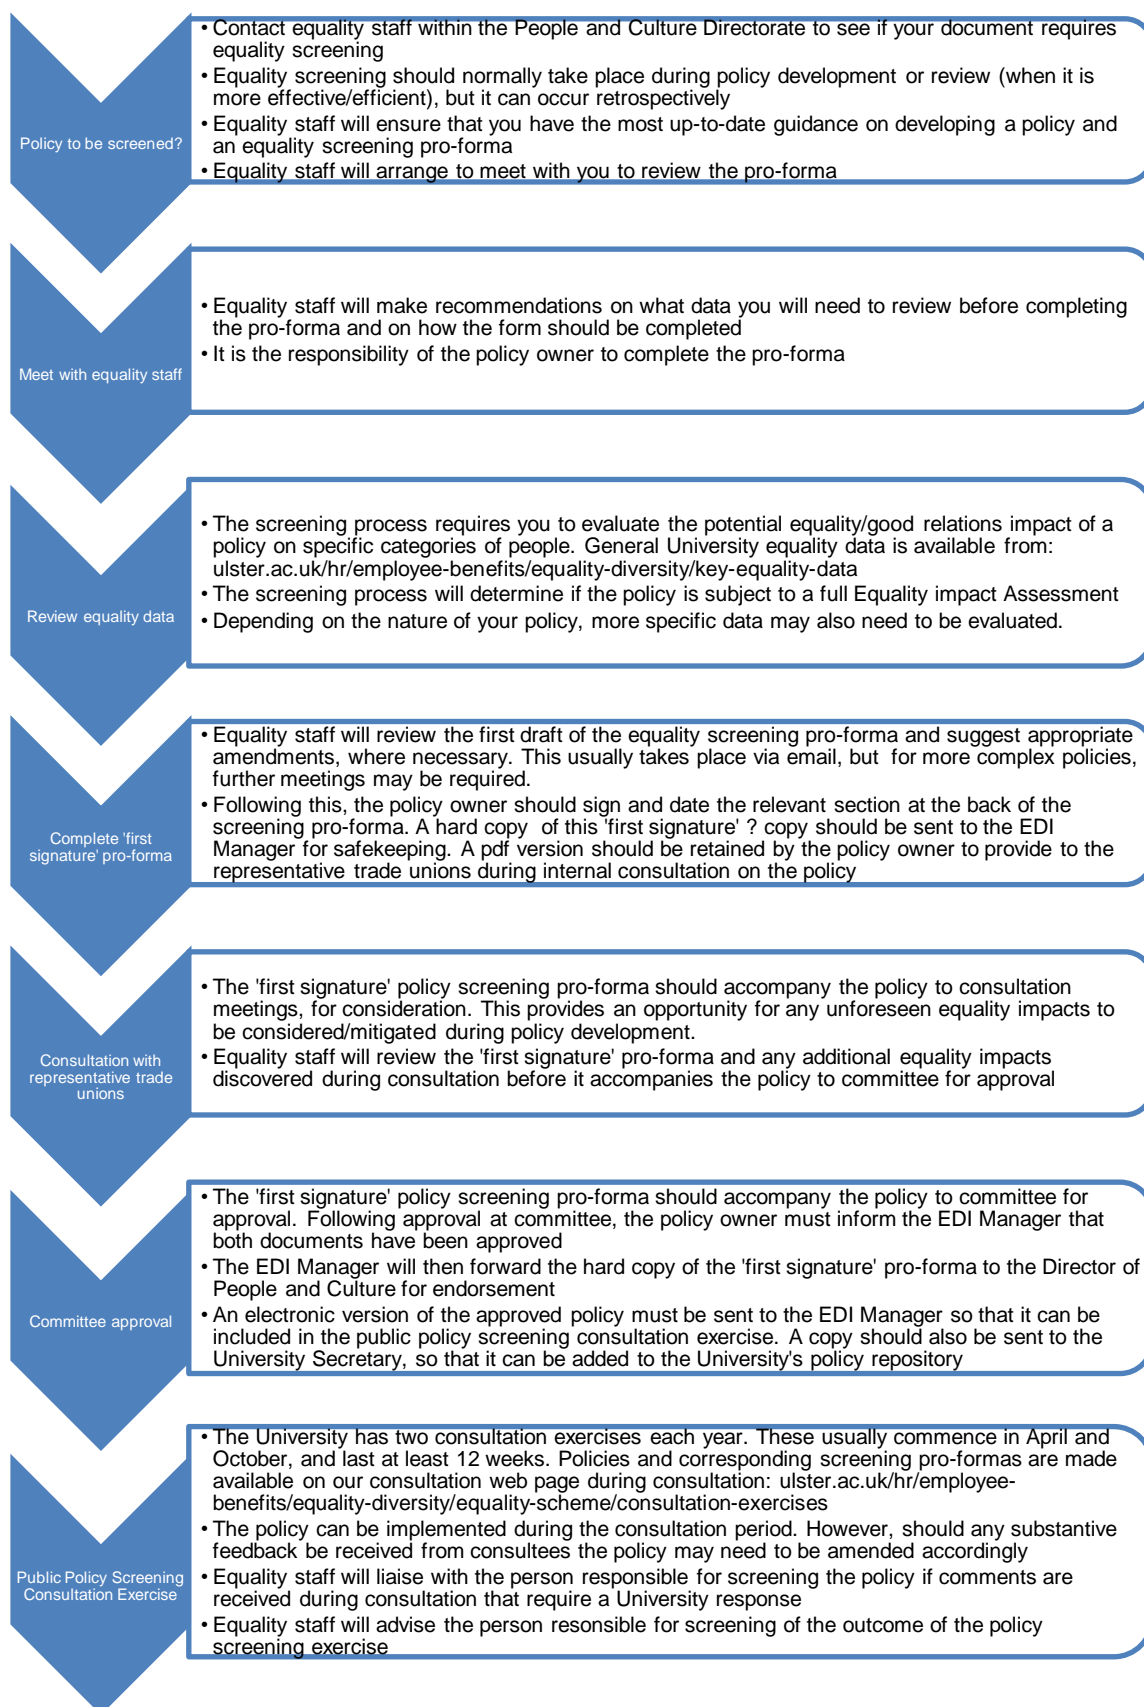 Policy to be screened?
• Contact equality staff within the People and Culture Directorate to see if your document requires
equality screening
• Equality screening should normally take place during policy development or review (when it is
more effective/efficient), but it can occur retrospectively
• Equality staff will ensure that you have the most up-to-date guidance on developing a policy and
an equality screening pro-forma
• Equality staff will arrange to meet with you to review the pro-forma
Meet with equality staff
• Equality staff will make recommendations on what data you will need to review before completing
the pro-forma and on how the form should be completed
• It is the responsibility of the policy owner to complete the pro-forma
Review equality data
• The screening process requires you to evaluate the potential equality/good relations impact of a
policy on specific categories of people. General University equality data is available from:
ulster.ac.uk/hr/employee-benefits/equality-diversity/key-equality-data
• The screening process will determine if the policy is subject to a full Equality impact Assessment
• Depending on the nature of your policy, more specific data may also need to be evaluated.
Complete 'first
signature' pro-forma
• Equality staff will review the first draft of the equality screening pro-forma and suggest appropriate
amendments, where necessary. This usually takes place via email, but for more complex policies,
further meetings may be required.
• Following this, the policy owner should sign and date the relevant section at the back of the
screening pro-forma. A hard copy of this 'first signature' ? copy should be sent to the EDI
Manager for safekeeping. A pdf version should be retained by the policy owner to provide to the
representative trade unions during internal consultation on the policy
Consultation with
representative trade
unions
• The 'first signature' policy screening pro-forma should accompany the policy to consultation
meetings, for consideration. This provides an opportunity for any unforeseen equality impacts to
be considered/mitigated during policy development.
• Equality staff will review the 'first signature' pro-forma and any additional equality impacts
discovered during consultation before it accompanies the policy to committee for approval
Committee approval
• The 'first signature' policy screening pro-forma should accompany the policy to committee for
approval. Following approval at committee, the policy owner must inform the EDI Manager that
both documents have been approved
• The EDI Manager will then forward the hard copy of the 'first signature' pro-forma to the Director of
People and Culture for endorsement
• An electronic version of the approved policy must be sent to the EDI Manager so that it can be
included in the public policy screening consultation exercise. A copy should also be sent to the
University Secretary, so that it can be added to the University's policy repository
Public Policy Screening
Consultation Exercise
• The University has two consultation exercises each year. These usually commence in April and
October, and last at least 12 weeks. Policies and corresponding screening pro-formas are made
available on our consultation web page during consultation: ulster.ac.uk/hr/employee-
benefits/equality-diversity/equality-scheme/consultation-exercises
• The policy can be implemented during the consultation period. However, should any substantive
feedback be received from consultees the policy may need to be amended accordingly
• Equality staff will liaise with the person responsible for screening the policy if comments are
received during consultation that require a University response
• Equality staff will advise the person resonsible for screening of the outcome of the policy
screening exercise